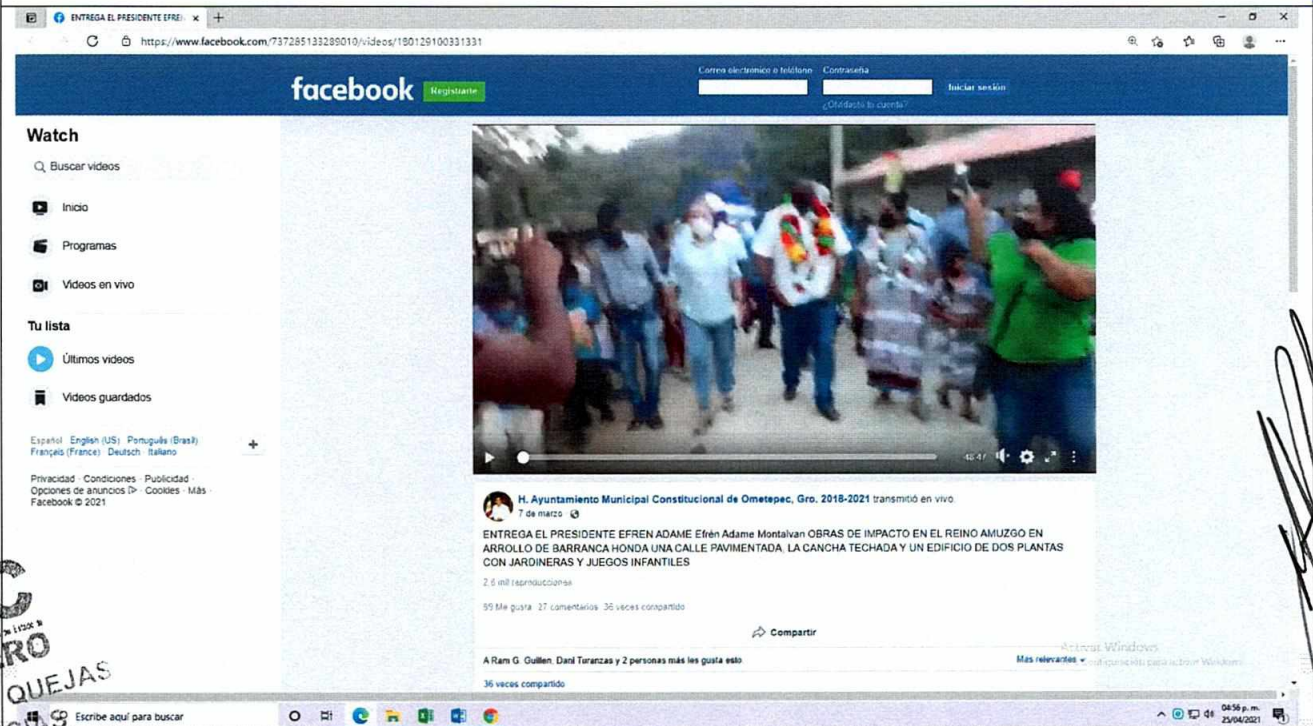 ENTREGA EL PRESIDENTE EFREN
https://www.facebook.com/737285133289010/videos/180129100331331
facebook
Registrarte
Correo electrónico o teléfono
Contraseña
Iniciar sesión
¿Olvidaste tu cuenta?
Watch
Buscar videos
Inicio
Programas
Videos en vivo
Tu lista
Últimos videos
Videos guardados
Español English (US) Português (Brasil)
Français (France) Deutsch Italiano
Privacidad · Condiciones · Publicidad ·
Opciones de anuncios · Cookies · Más ·
Facebook © 2021
H. Ayuntamiento Municipal Constitucional de Ometepec, Gro. 2018-2021 transmitió en vivo.
7 de marzo
ENTREGA EL PRESIDENTE EFREN ADAME Efrén Adame Montalvan OBRAS DE IMPACTO EN EL REINO AMUZGO EN
ARROLLO DE BARRANCA HONDA UNA CALLE PAVIMENTADA, LA CANCHA TECHADA Y UN EDIFICIO DE DOS PLANTAS
CON JARDINERAS Y JUEGOS INFANTILES
2,6 mil reproducciones
Me gusta 27 comentarios 36 veces compartido
Compartir
A Ram G. Guillen, Dani Turanzas y 2 personas más les gusta esto.
Más relevantes
36 veces compartido
Activar Windows
QUEJAS
Escribe aquí para buscar
04:56 p. m.
25/04/2021